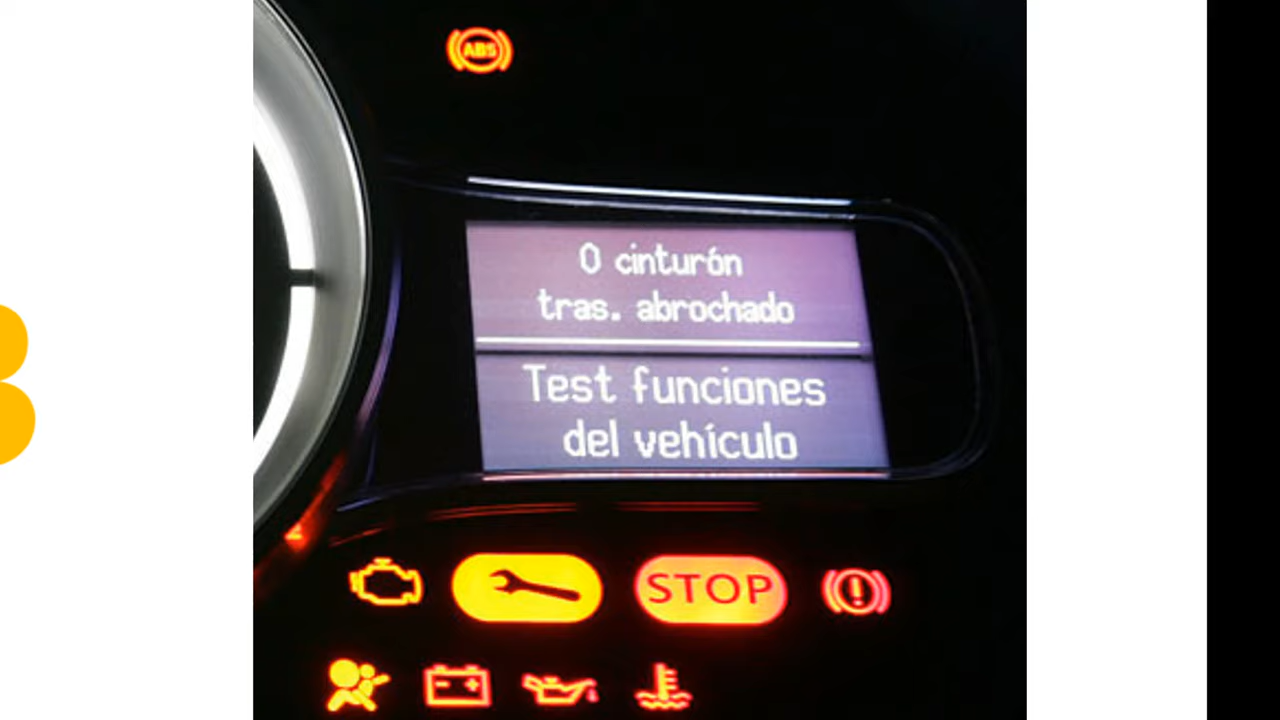 ABS
0 cinturón
tras. abrochado
Test funciones
del vehículo
STOP